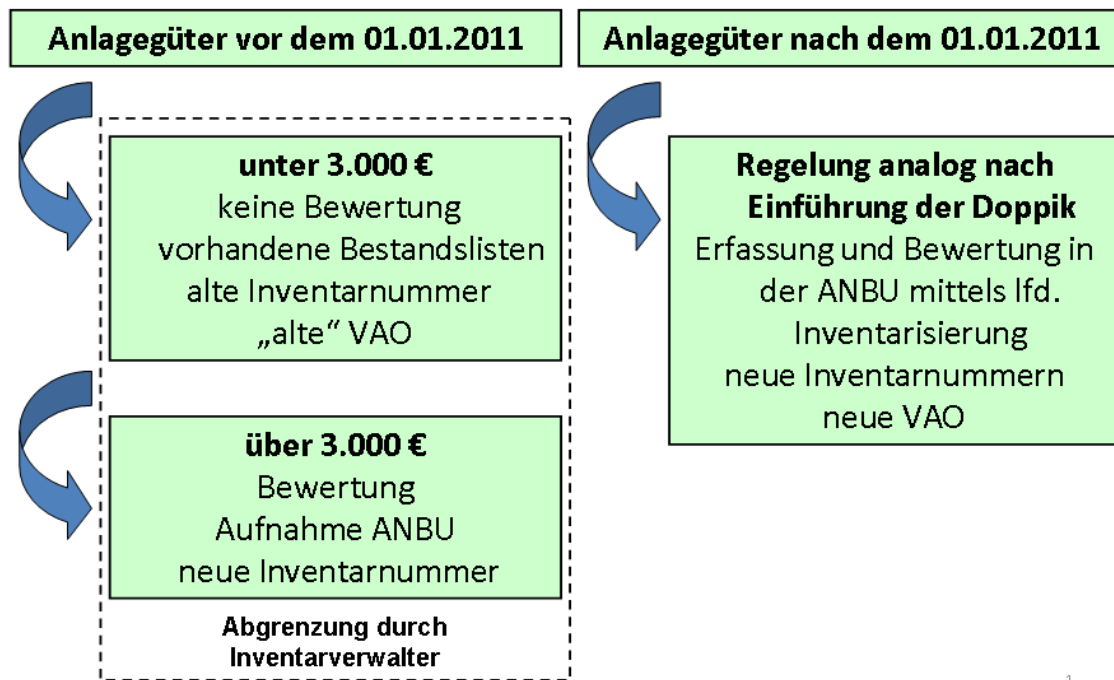 Anlagegüter vor dem 01.01.2011
unter 3.000 €
keine Bewertung
vorhandene Bestandslisten
alte Inventarnummer
„alte“ VAO
über 3.000 €
Bewertung
Aufnahme ANBU
neue Inventarnummer
Abgrenzung durch
Inventarverwalter
Anlagegüter nach dem 01.01.2011
Regelung analog nach
Einführung der Doppik
Erfassung und Bewertung in
der ANBU mittels lfd.
Inventarisierung
neue Inventarnummern
neue VAO
1